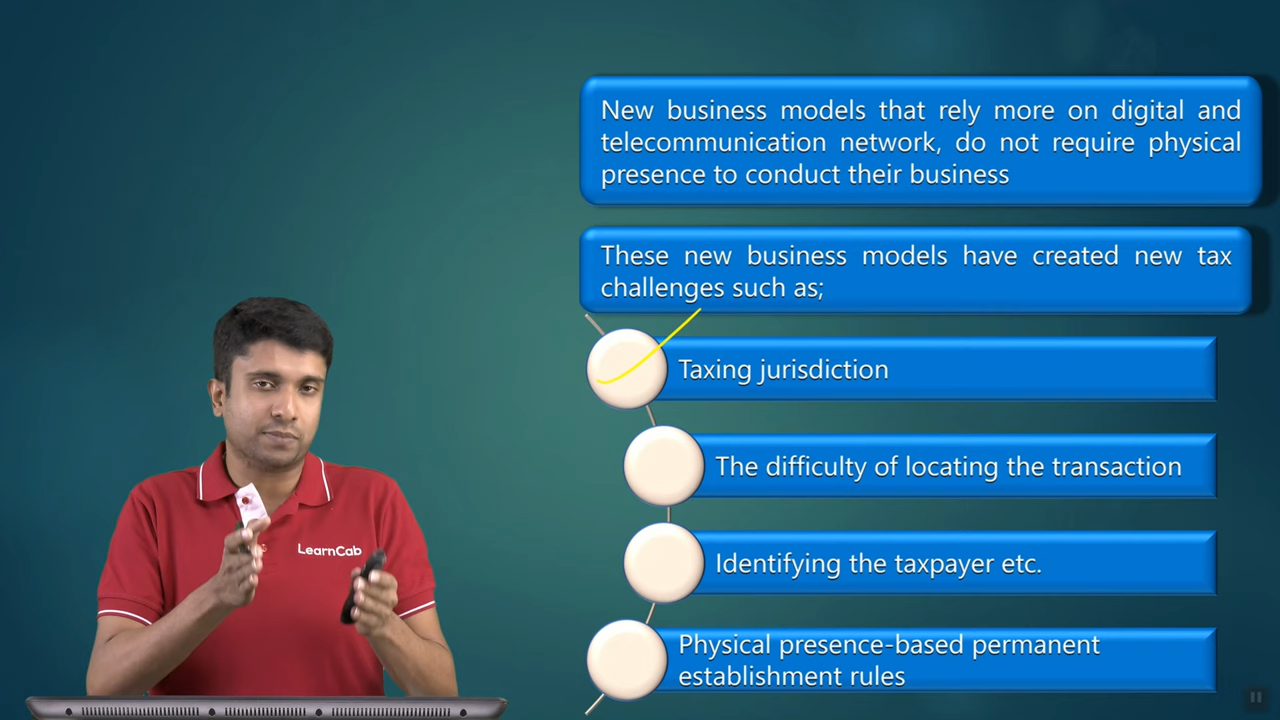 New business models that rely more on digital and
telecommunication network, do not require physical
presence to conduct their business
These new business models have created new tax
challenges such as;
Taxing jurisdiction
The difficulty of locating the transaction
Identifying the taxpayer etc.
Physical presence-based permanent
establishment rules
LearnCab